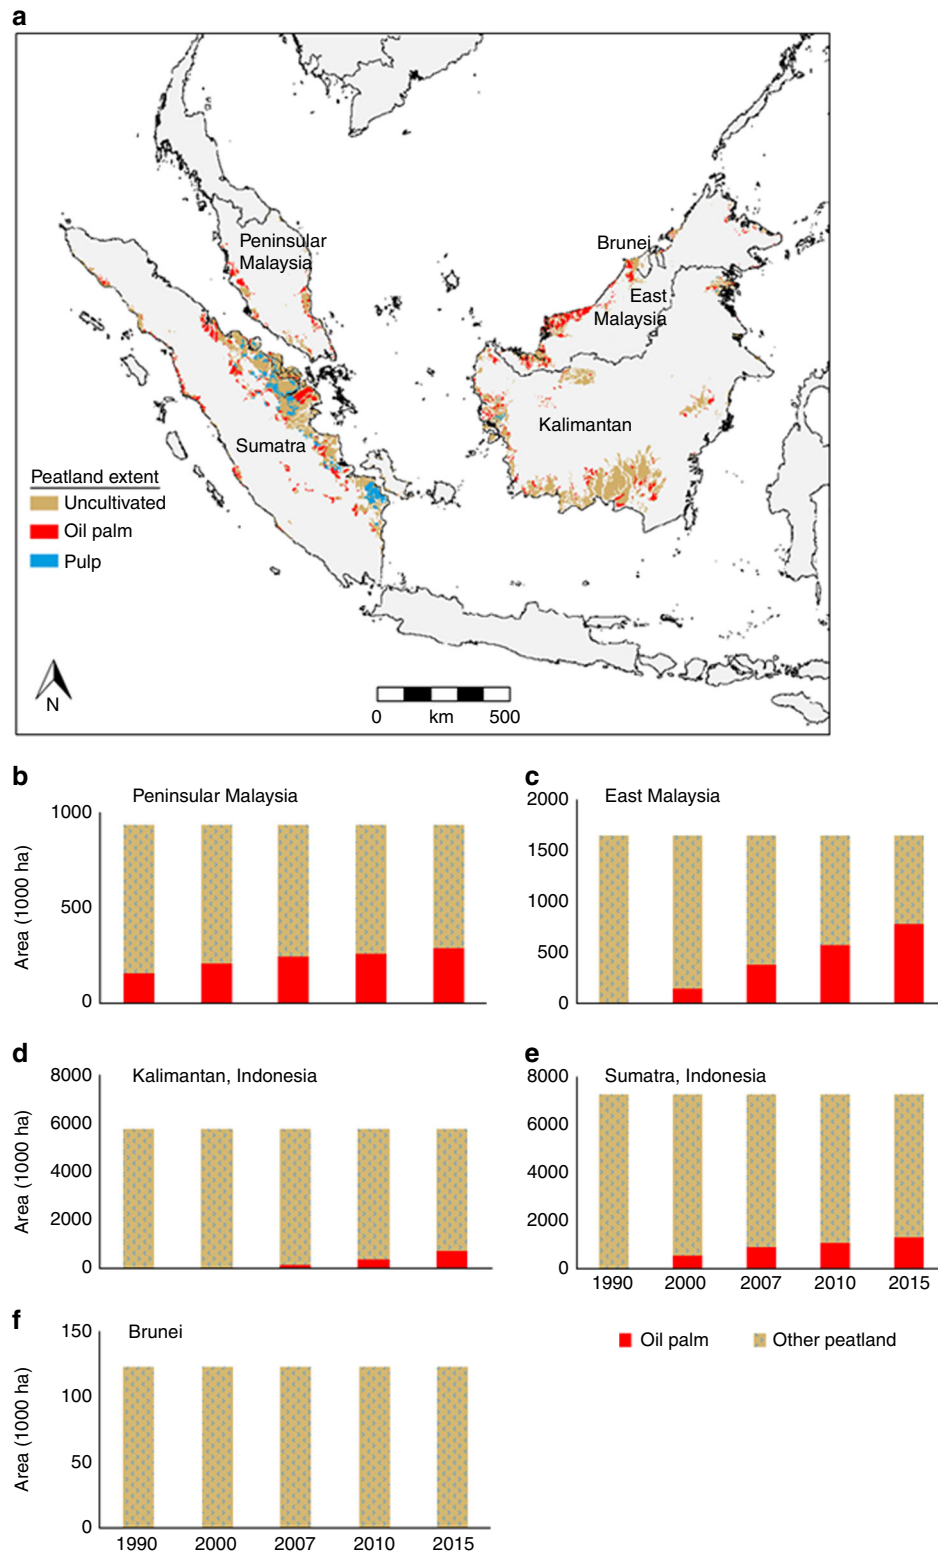 a
Peninsular
Malaysia
Brunei
East
Malaysia
Kalimantan
Sumatra
Peatland extent
Uncultivated
Oil palm
Pulp
N
0 km 500
b
Peninsular Malaysia
Area (1000 ha)
1000
500
0
c
East Malaysia
2000
1500
1000
500
0
d
Kalimantan, Indonesia
Area (1000 ha)
8000
6000
4000
2000
0
e
Sumatra, Indonesia
8000
6000
4000
2000
0
1990 2000 2007 2010 2015
f
Brunei
Area (1000 ha)
150
100
50
0
1990 2000 2007 2010 2015
Oil palm Other peatland